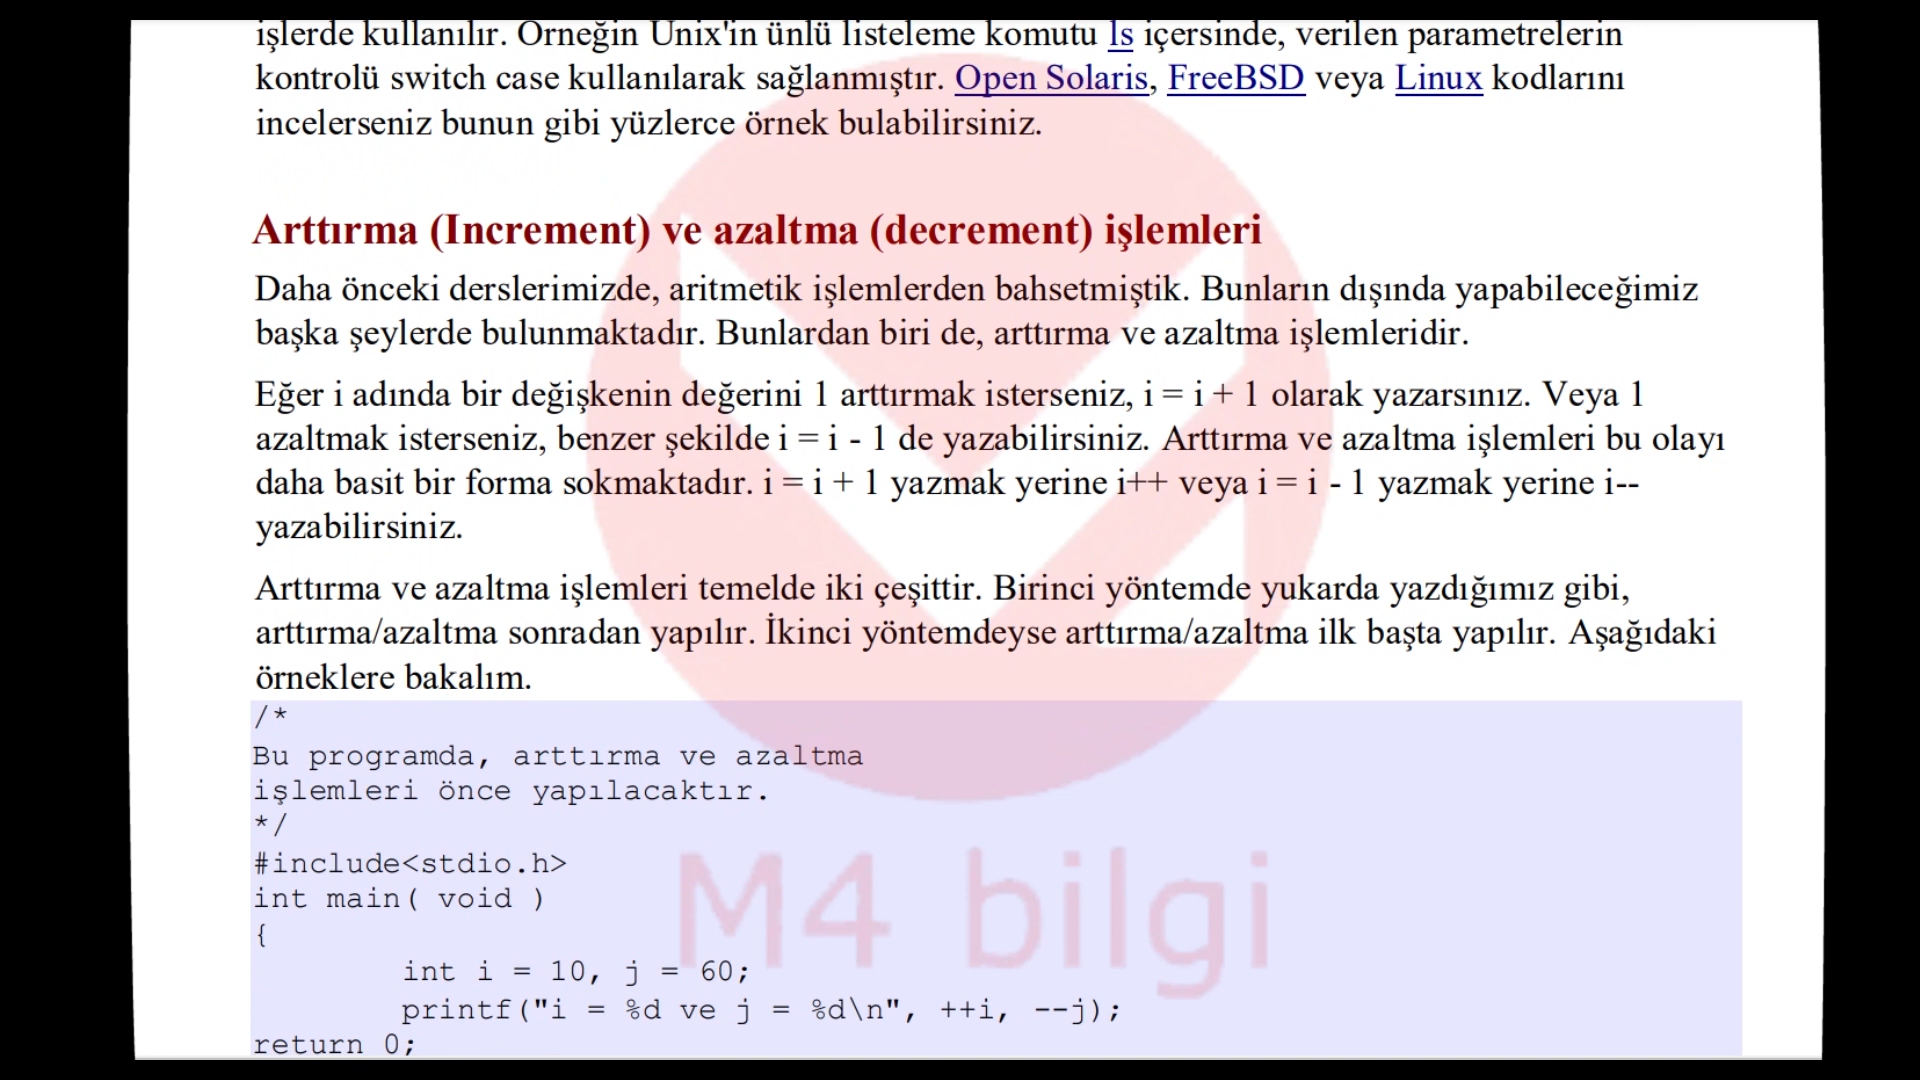 işlerde kullanılır. Örneğin Unix'in ünlü listeleme komutu ls içersinde, verilen parametrelerin
kontrolü switch case kullanılarak sağlanmıştır. Open Solaris, FreeBSD veya Linux kodlarını
incelerseniz bunun gibi yüzlerce örnek bulabilirsiniz.
Arttırma (Increment) ve azaltma (decrement) işlemleri
Daha önceki derslerimizde, aritmetik işlemlerden bahsetmiştik. Bunların dışında yapabileceğimiz
başka şeylerde bulunmaktadır. Bunlardan biri de, arttırma ve azaltma işlemleridir.
Eğer i adında bir değişkenin değerini 1 arttırmak isterseniz, i = i + 1 olarak yazarsınız. Veya 1
azaltmak isterseniz, benzer şekilde i = i - 1 de yazabilirsiniz. Arttırma ve azaltma işlemleri bu olayı
daha basit bir forma sokmaktadır. i = i + 1 yazmak yerine i++ veya i = i - 1 yazmak yerine i--
yazabilirsiniz.
Arttırma ve azaltma işlemleri temelde iki çeşittir. Birinci yöntemde yukarda yazdığımız gibi,
arttırma/azaltma sonradan yapılır. İkinci yöntemdeyse arttırma/azaltma ilk başta yapılır. Aşağıdaki
örneklere bakalım.
/*
Bu programda, arttırma ve azaltma
işlemleri önce yapılacaktır.
*/
#include<stdio.h>
int main( void )
{
int i = 10, j = 60;
printf("i = %d ve j = %d\n", ++i, --j);
return 0;
M4 bilgi